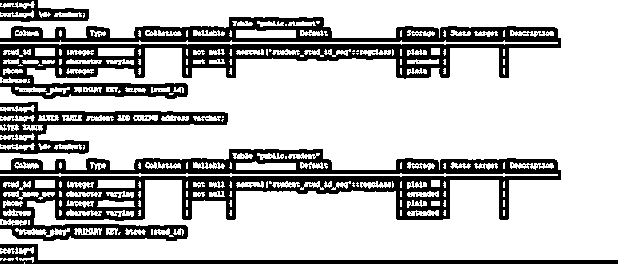 testing=#
testing=# \d+ student;
Table "public.student"
Column | Type | Collation | Nullable | Default | Storage | Stats target | Description
stud_id | integer | | not null | nextval('student_stud_id_seq'::regclass) | plain | |
stud_name_new | character varying | | not null | | extended | |
phone | integer | | | | plain | |
Indexes:
"student_pkey" PRIMARY KEY, btree (stud_id)
testing=#
testing=# ALTER TABLE student ADD COLUMN address varchar;
ALTER TABLE
testing=#
testing=# \d+ student;
Table "public.student"
Column | Type | Collation | Nullable | Default | Storage | Stats target | Description
stud_id | integer | | not null | nextval('student_stud_id_seq'::regclass) | plain | |
stud_name_new | character varying | | not null | | extended | |
phone | integer | | | | plain | |
address | character varying | | | | extended | |
Indexes:
"student_pkey" PRIMARY KEY, btree (stud_id)
testing=#
testing=#